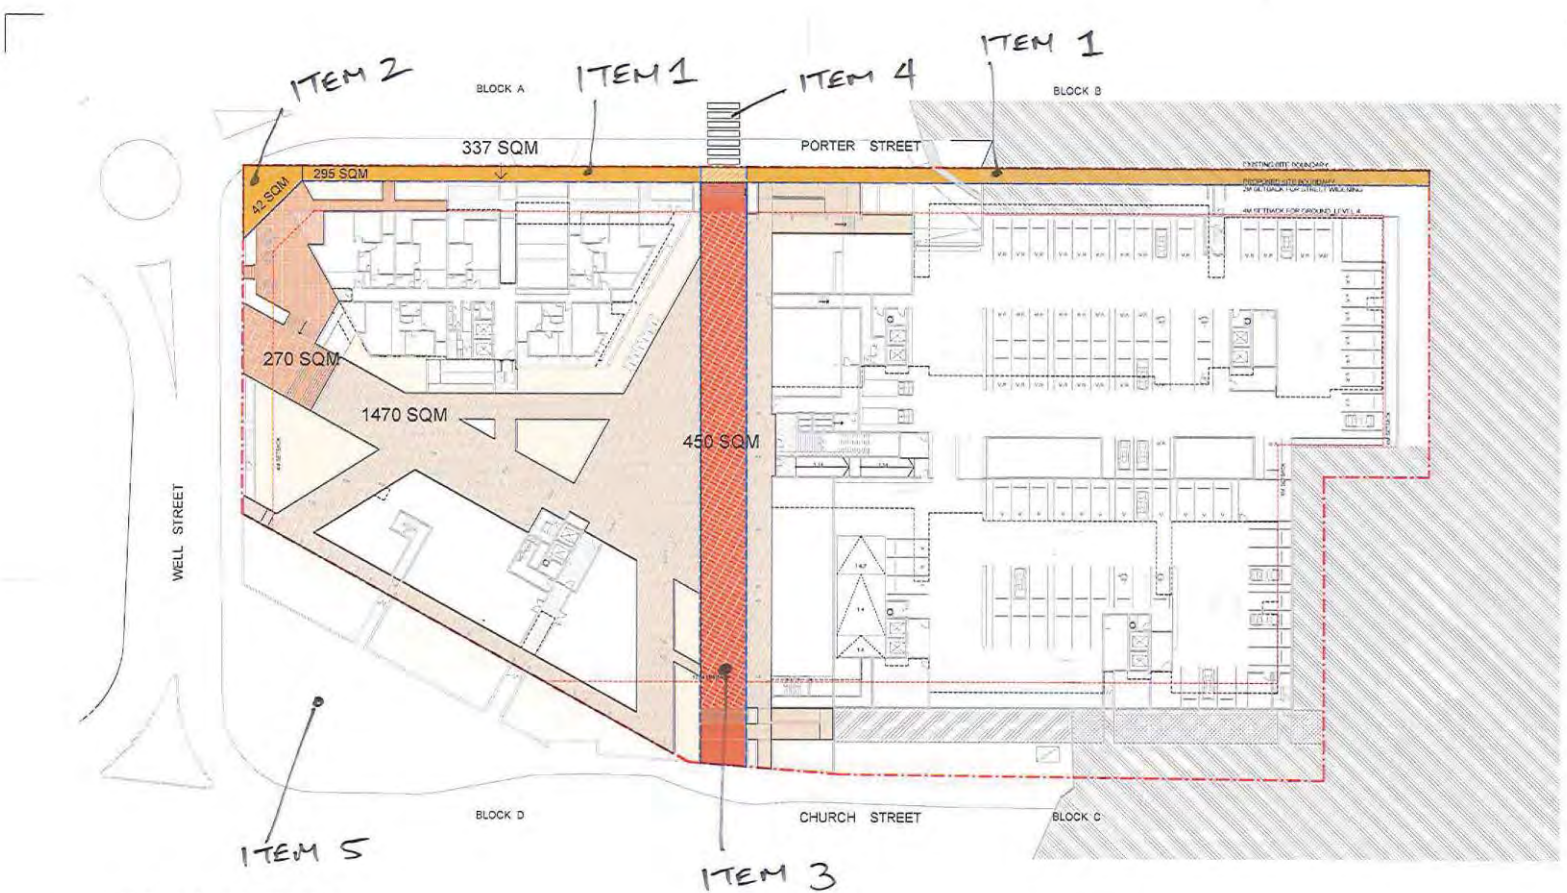 ITEM 1
ITEM 2
ITEM 1
ITEM 4
BLOCK A
BLOCK B
337 SQM
PORTER STREET
EXISTING SITE BOUNDARY
295 SQM
PROPOSED SITE BOUNDARY
2M SETBACK FOR STREET WIDENING
42 SQM
4M SETBACK FOR GROUND-LEVEL 4
270 SQM
1470 SQM
450 SQM
WELL STREET
BLOCK D
CHURCH STREET
BLOCK C
ITEM 5
ITEM 3